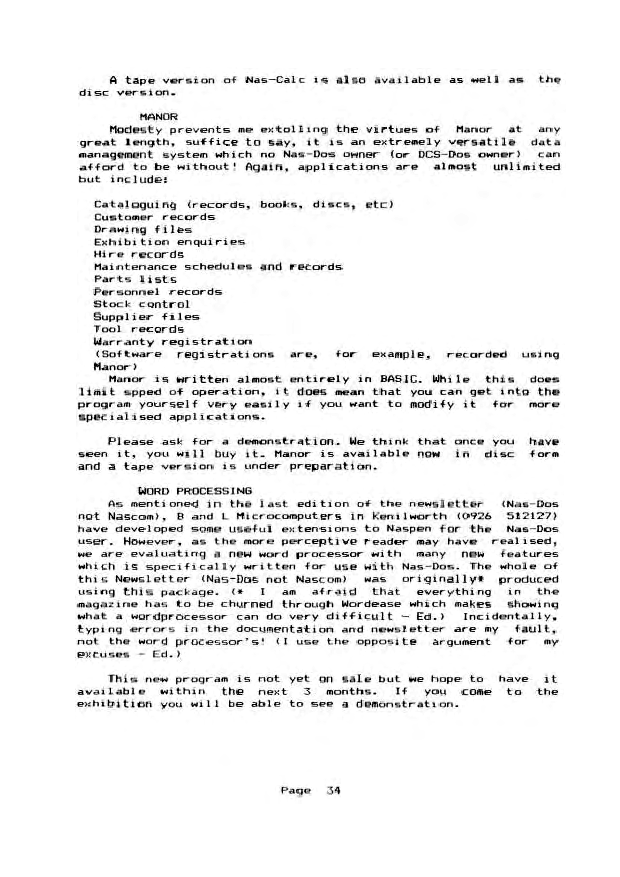 A tape version of Nas-Calc is also available as well as the
disc version.
MANOR
Modesty prevents me extolling the virtues of Manor at any
great length, suffice to say, it is an extremely versatile data
management system which no Nas-Dos owner (or DCS-Dos owner) can
afford to be without! Again, applications are almost unlimited
but include:
Cataloguing (records, books, discs, etc)
Customer records
Drawing files
Exhibition enquiries
Hire records
Maintenance schedules and records
Parts lists
Personnel records
Stock control
Supplier files
Tool records
Warranty registration
(Software registrations are, for example, recorded using
Manor)
Manor is written almost entirely in BASIC. While this does
limit spped of operation, it does mean that you can get into the
program yourself very easily if you want to modify it for more
specialised applications.
Please ask for a demonstration. We think that once you have
seen it, you will buy it. Manor is available now in disc form
and a tape version is under preparation.
WORD PROCESSING
As mentioned in the last edition of the newsletter (Nas-Dos
not Nascom), B and L Microcomputers in Kenilworth (0926 512127)
have developed some useful extensions to Naspen for the Nas-Dos
user. However, as the more perceptive reader may have realised,
we are evaluating a new word processor with many new features
which is specifically written for use with Nas-Dos. The whole of
this Newsletter (Nas-Dos not Nascom) was originally* produced
using this package. (* I am afraid that everything in the
magazine has to be churned through Wordease which makes showing
what a wordprocessor can do very difficult - Ed.) Incidentally,
typing errors in the documentation and newsletter are my fault,
not the word processor's! (I use the opposite argument for my
excuses - Ed.)
This new program is not yet on sale but we hope to have it
available within the next 3 months. If you come to the
exhibition you will be able to see a demonstration.
Page 34